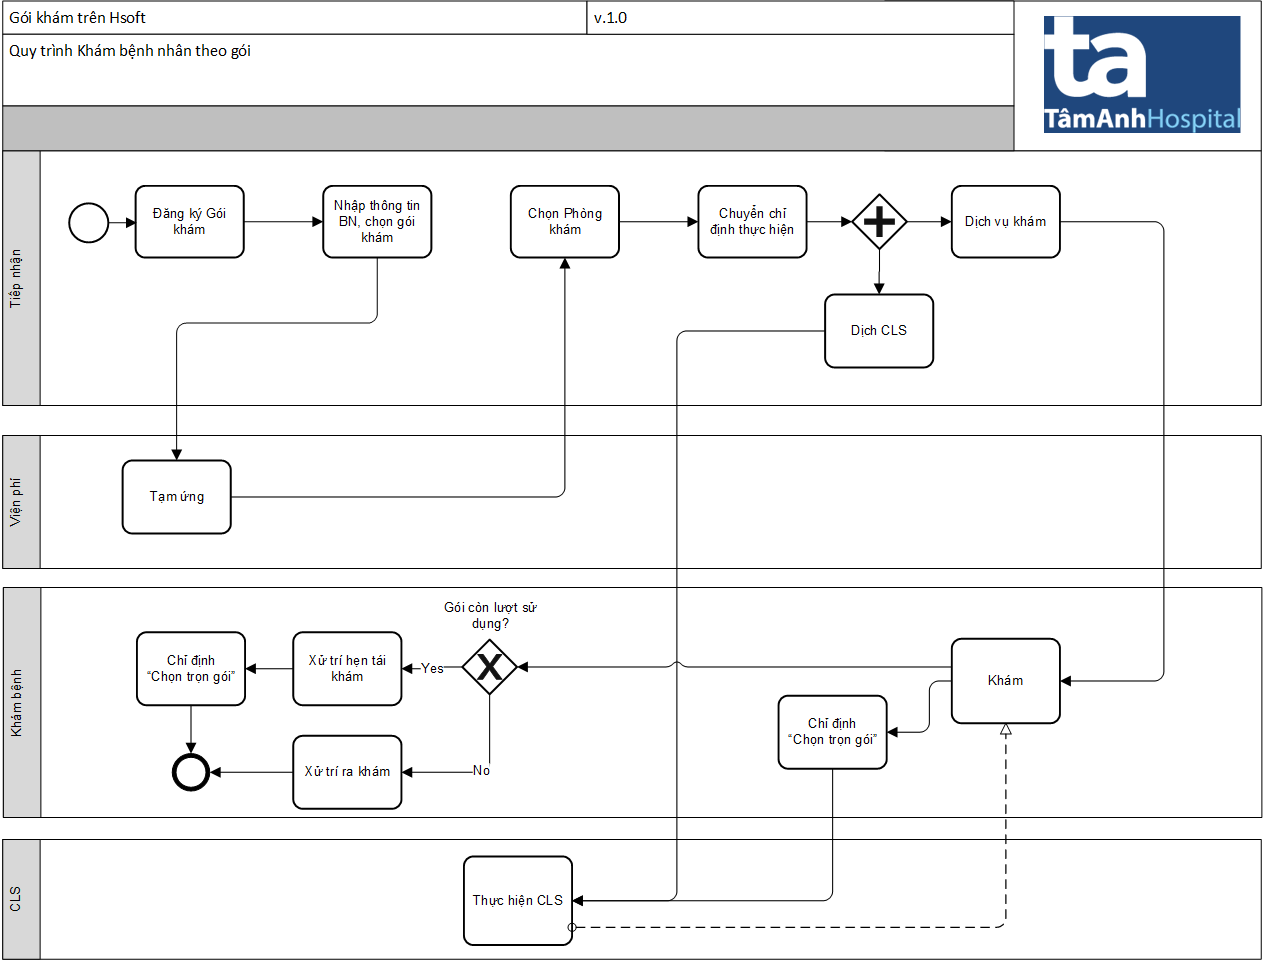 Gói khám trên Hsoft
v.1.0
Quy trình Khám bệnh nhân theo gói
ta
TâmAnhHospital
Tiếp nhận
Đăng ký Gói
khám
Nhập thông tin
BN, chọn gói
khám
Chọn Phòng
khám
Chuyển chỉ
định thực hiện
Dịch vụ khám
Dịch CLS
Viện phí
Tạm ứng
Khám bệnh
Gói còn lượt sử
dụng?
Chỉ định
“Chọn trọn gói”
Xử trí hẹn tái
khám
Yes
Khám
Chỉ định
“Chọn trọn gói”
Xử trí ra khám
No
CLS
Thực hiện CLS